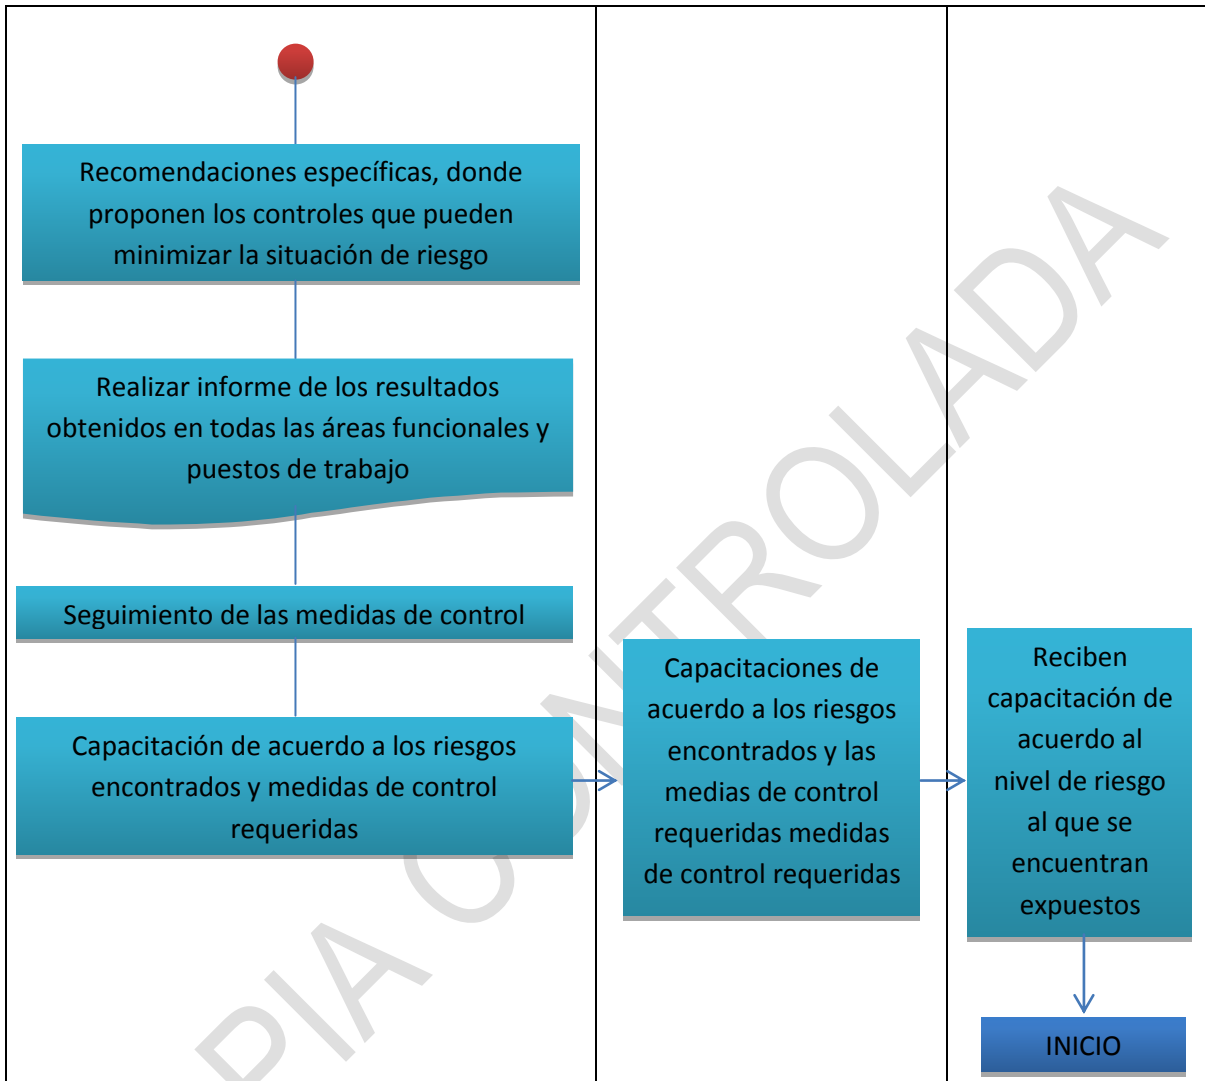 Recomendaciones específicas, donde
proponen los controles que pueden
minimizar la situación de riesgo
Realizar informe de los resultados
obtenidos en todas las áreas funcionales y
puestos de trabajo
Seguimiento de las medidas de control
Capacitación de acuerdo a los riesgos
encontrados y medidas de control
requeridas
Capacitaciones de
acuerdo a los riesgos
encontrados y las
medias de control
requeridas medidas
de control requeridas
Reciben
capacitación de
acuerdo al
nivel de riesgo
al que se
encuentran
expuestos
INICIO
PIA CONTROLADA